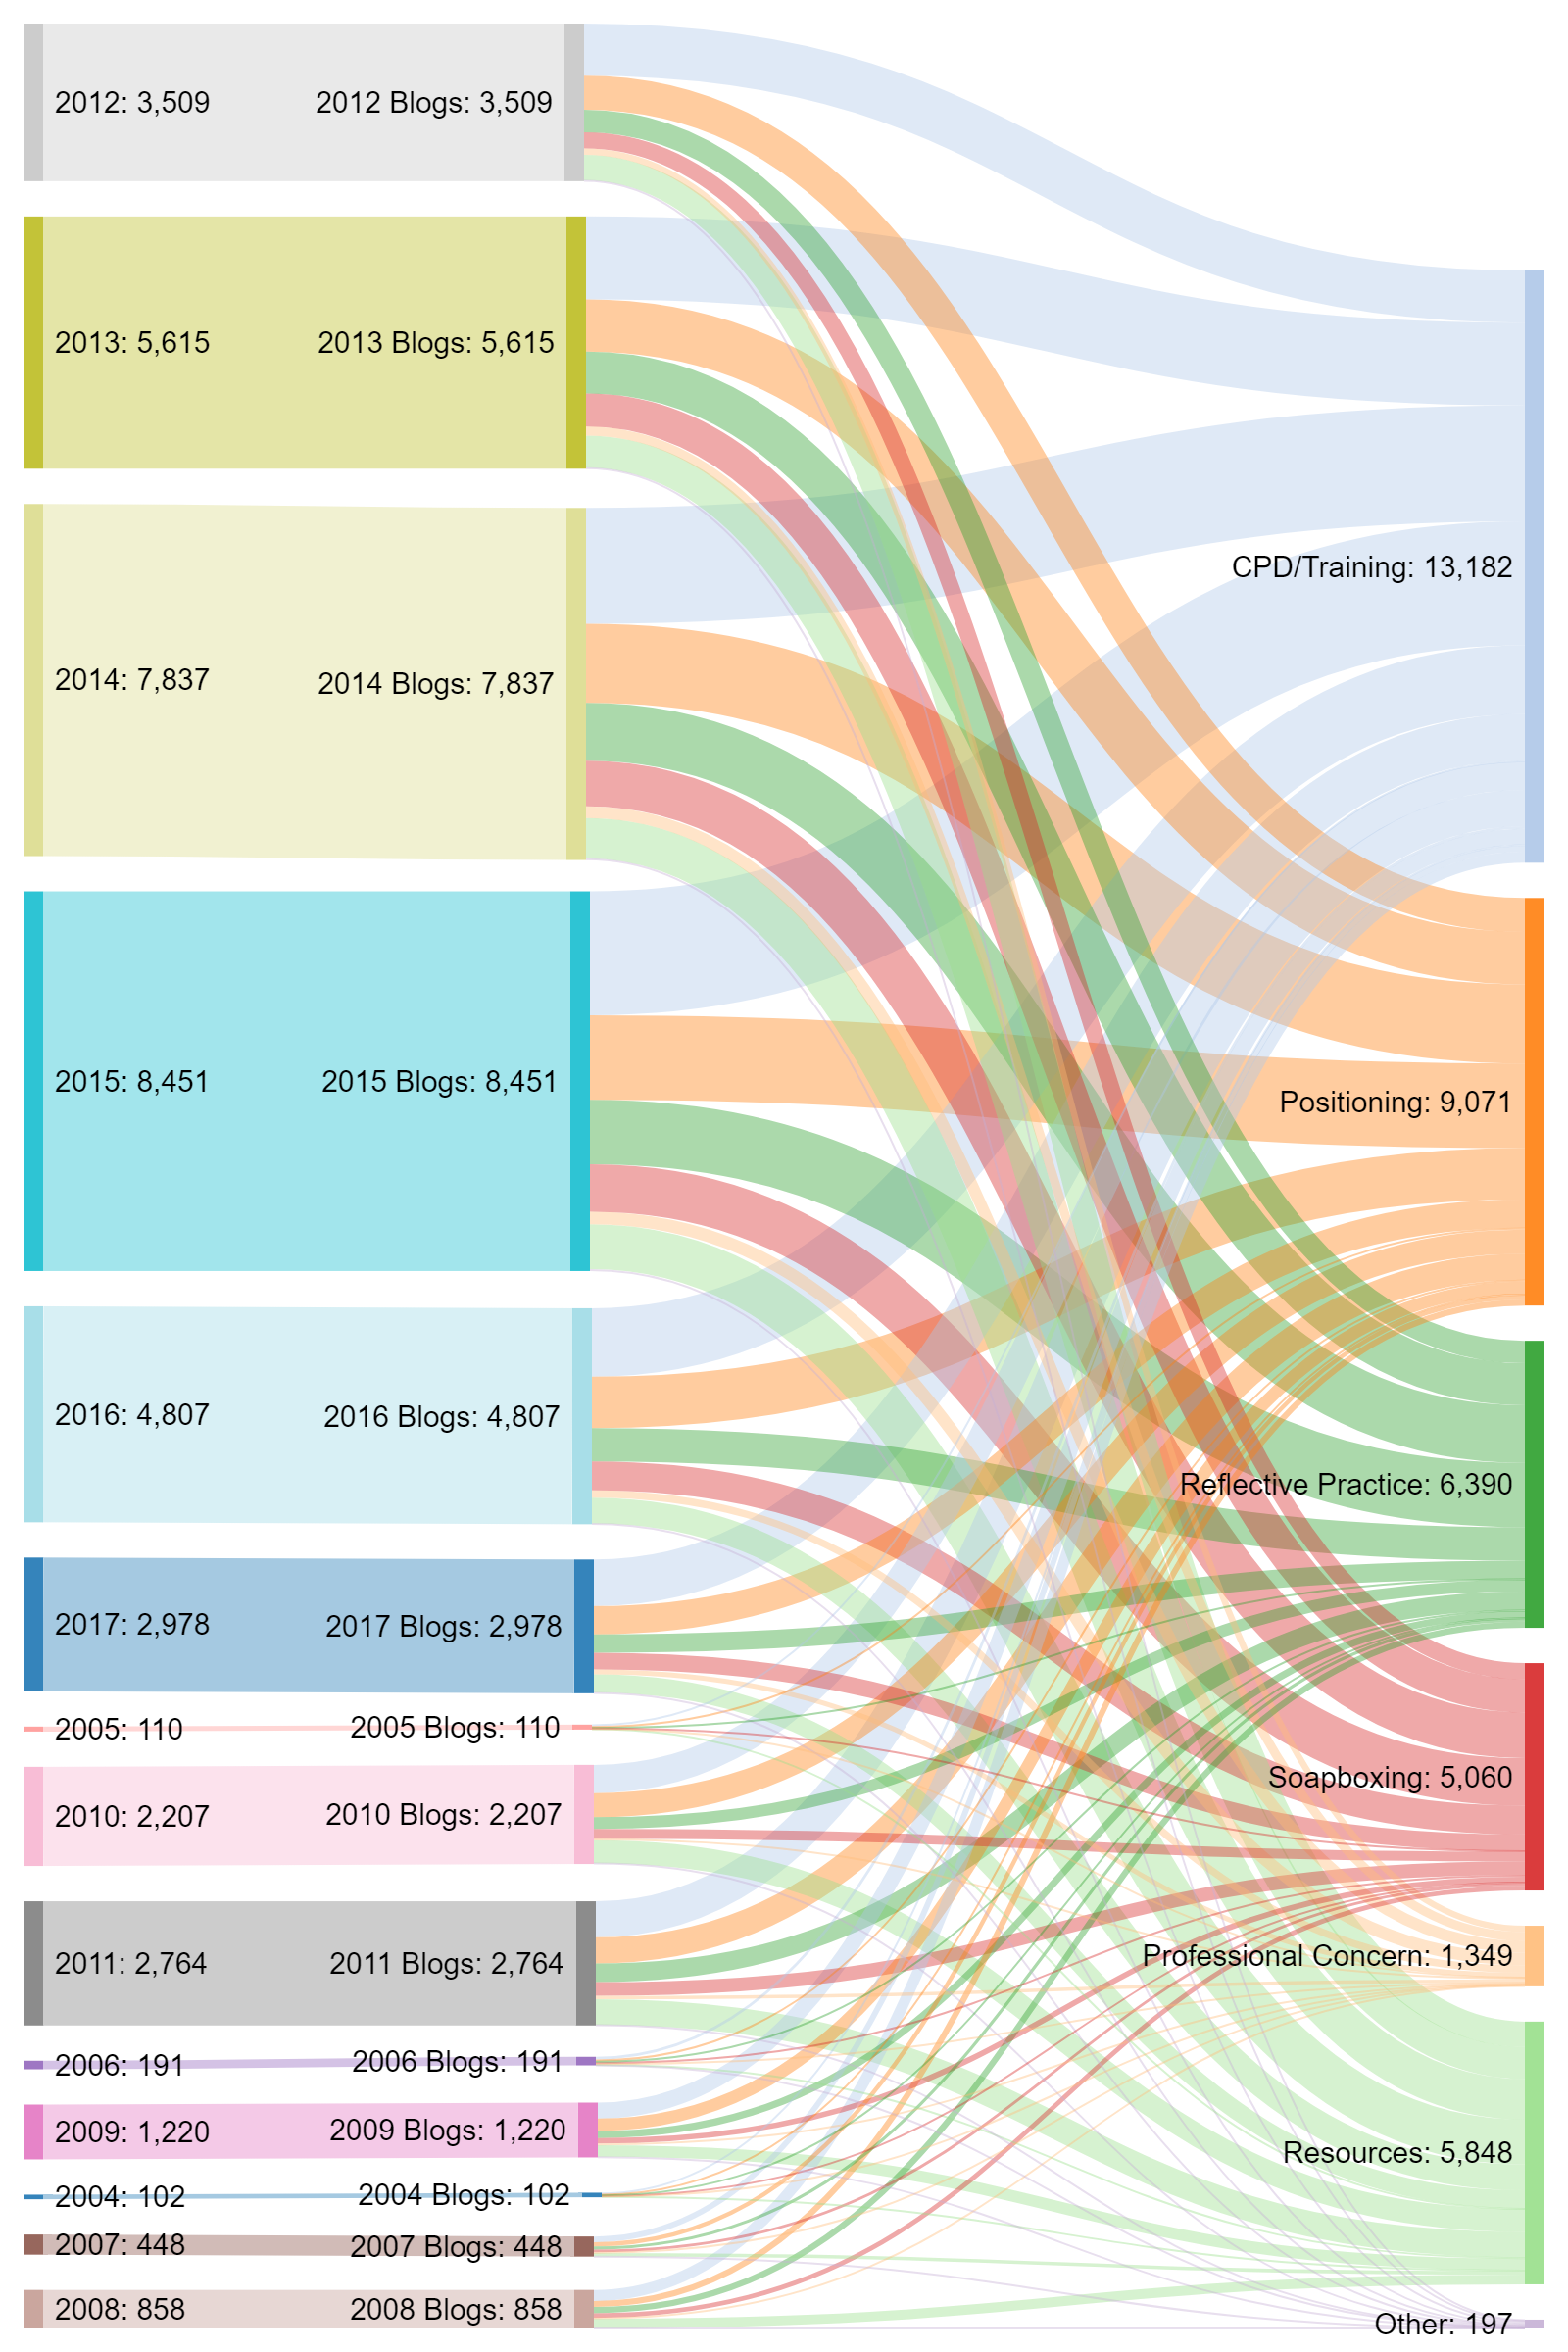 2012: 3,509
2012 Blogs: 3,509
2013: 5,615
2013 Blogs: 5,615
CPD/Training: 13,182
2014: 7,837
2014 Blogs: 7,837
2015: 8,451
2015 Blogs: 8,451
Positioning: 9,071
2016: 4,807
2016 Blogs: 4,807
Reflective Practice: 6,390
2017: 2,978
2017 Blogs: 2,978
2005: 110
2005 Blogs: 110
Soapboxing: 5,060
2010: 2,207
2010 Blogs: 2,207
Professional Concern: 1,349
2011: 2,764
2011 Blogs: 2,764
2006: 191
2006 Blogs: 191
2009: 1,220
2009 Blogs: 1,220
Resources: 5,848
2004: 102
2004 Blogs: 102
2007: 448
2007 Blogs: 448
2008: 858
2008 Blogs: 858
Other: 197